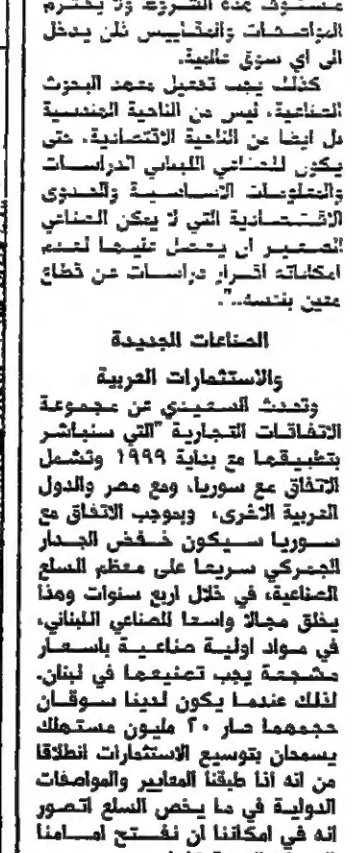 هذه الشروط ولا يحترم
المواصفات والمقاييس فلن يدخل
الى اي سوق عالمية.
كذلك يجب تفعيل معهد البحوث
الصناعية، ليس من الناحية الهندسية
بل ايضا من الناحية الاقتصادية، حتى
يكون للصناعي اللبناني الدراسات
والمعلومات الاساسية والجدوى
الاقتصادية التي لا يمكن الصناعي
الصغير ان يحصل عليها لعدم
امكاناته اقرار دراسات عن قطاع
معين بنفسه..".
الصناعات الجديدة
والاستثمارات العربية
وتحدث السعيدي عن مجموعة
الاتفاقات التجارية "التي سنباشر
بتطبيقها مع بداية ١٩٩٩ وتشمل
الاتفاق مع سوريا، ومع مصر والدول
العربية الاخرى، وبموجب الاتفاق مع
سوريا سيكون خفض الجدار
الجمركي سريعا على معظم السلع
الصناعية، في خلال اربع سنوات وهذا
يخلق مجالا واسعا للصناعي اللبناني،
في مواد اولية صناعية باسعار
مشجعة يجب تصنيعها في لبنان.
لذلك عندما يكون لدينا سوقان
حجمهما صار ٢٠ مليون مستهلك
يسمحان بتوسيع الاستثمارات انطلاقا
من انه اذا طبقنا المعايير والمواصفات
الدولية في ما يخص السلع اتصور
انه في امكاننا ان نفتح امامنا